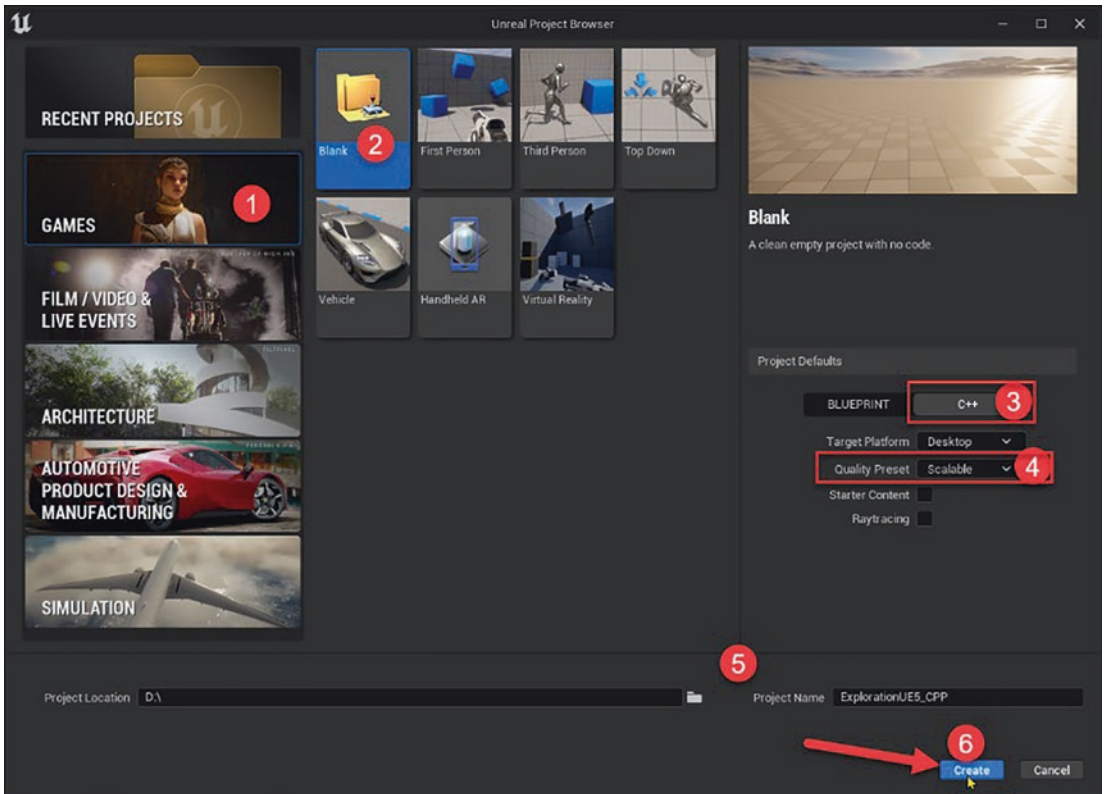 Unreal Project Browser
RECENT PROJECTS
GAMES
1
FILM / VIDEO &
LIVE EVENTS
ARCHITECTURE
AUTOMOTIVE
PRODUCT DESIGN &
MANUFACTURING
SIMULATION
Blank
2
First Person
Third Person
Top Down
Vehicle
Handheld AR
Virtual Reality
Blank
A clean empty project with no code.
Project Defaults
BLUEPRINT
C++
3
Target Platform Desktop
Quality Preset Scalable
4
Starter Content
Raytracing
5
Project Location D:\
Project Name ExplorationUE5_CPP
6
Create
Cancel